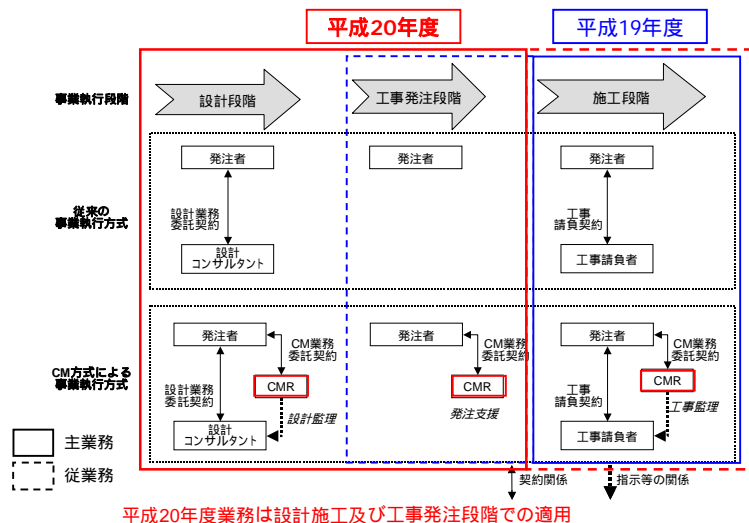 平成20年度
平成19年度
事業執行段階
設計段階
工事発注段階
施工段階
従来の
事業執行方式
発注者
設計業務
委託契約
設計
コンサルタント
発注者
発注者
工事
請負契約
工事請負者
CM方式による
事業執行方式
発注者
CM業務
委託契約
設計業務
委託契約
CMR
設計監理
設計
コンサルタント
発注者
CM業務
委託契約
CMR
発注支援
発注者
CM業務
委託契約
工事
請負契約
CMR
工事監理
工事請負者
主業務
従業務
契約関係
指示等の関係
平成20年度業務は設計施工及び工事発注段階での適用